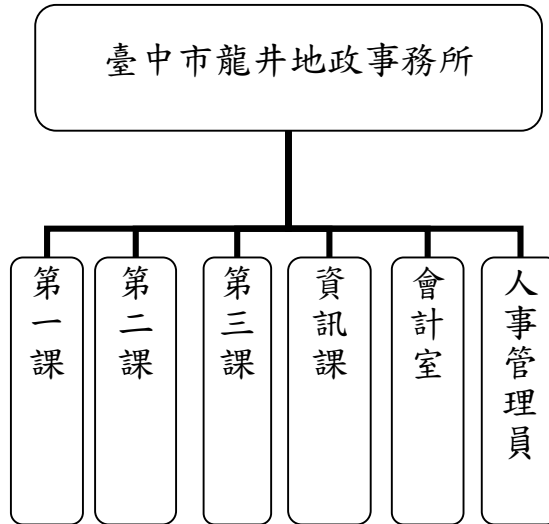 臺中市龍井地政事務所
第一課
第二課
第三課
資訊課
會計室
人事管理員